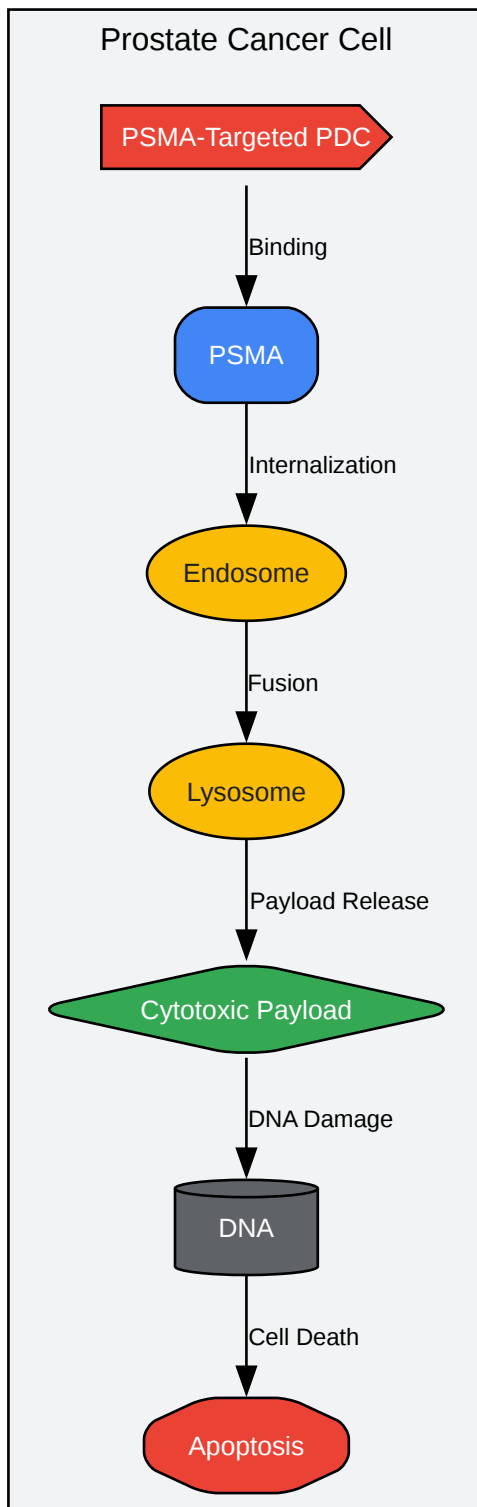 Prostate Cancer Cell
PSMA-Targeted PDC
Binding
PSMA
Internalization
Endosome
Fusion
Lysosome
Payload Release
Cytotoxic Payload
DNA Damage
DNA
Cell Death
Apoptosis